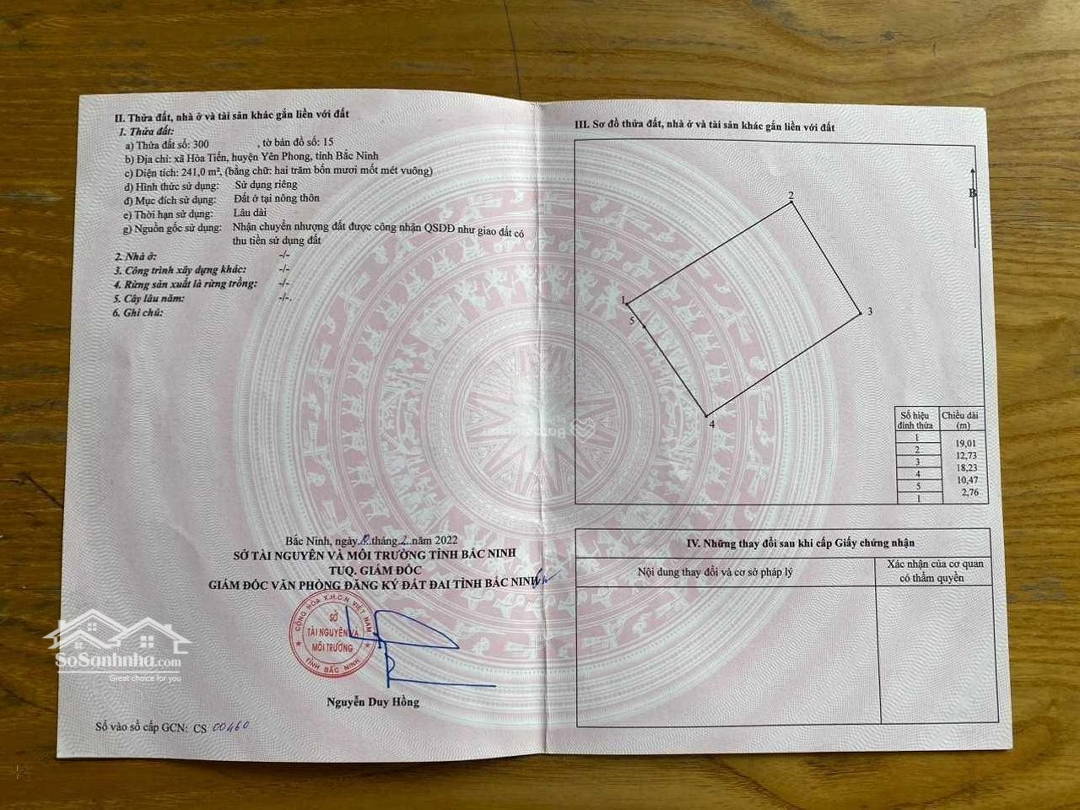 II. Thửa đất, nhà ở và tài sản khác gắn liền với đất
1. Thửa đất:
a) Thửa đất số: 300 , tờ bản đồ số: 15
b) Địa chỉ: xã Hòa Tiến, huyện Yên Phong, tỉnh Bắc Ninh
c) Diện tích: 241,0 m², (bằng chữ: hai trăm bốn mươi mốt mét vuông)
d) Hình thức sử dụng: Sử dụng riêng
đ) Mục đích sử dụng: Đất ở tại nông thôn
e) Thời hạn sử dụng: Lâu dài
g) Nguồn gốc sử dụng: Nhận chuyển nhượng đất được công nhận QSDĐ như giao đất có
thu tiền sử dụng đất
2. Nhà ở: -/-
3. Công trình xây dựng khác: -/-
4. Rừng sản xuất là rừng trồng: -/-
5. Cây lâu năm: -/-.
6. Ghi chú:
Bắc Ninh, ngày tháng 2 năm 2022
SỞ TÀI NGUYÊN VÀ MÔI TRƯỜNG TỈNH BẮC NINH
TUQ. GIÁM ĐỐC
GIÁM ĐỐC VĂN PHÒNG ĐĂNG KÝ ĐẤT ĐAI TỈNH BẮC NINH
CỘNG HÒA X.H.C.N VIỆT NAM
SỞ
TÀI NGUYÊN VÀ
MÔI TRƯỜNG
TỈNH BẮC NINH
Nguyễn Duy Hồng
Số vào sổ cấp GCN: CS 00460
SoSanhnha.com
Great choice for you
III. Sơ đồ thửa đất, nhà ở và tài sản khác gắn liền với đất
B
2
1
5
3
4
Số hiệu đỉnh thửa Chiều dài (m)
1
19,01
2
12,73
3
18,23
4
10,47
5
2,76
1
IV. Những thay đổi sau khi cấp Giấy chứng nhận
Nội dung thay đổi và cơ sở pháp lý
Xác nhận của cơ quan
có thẩm quyền